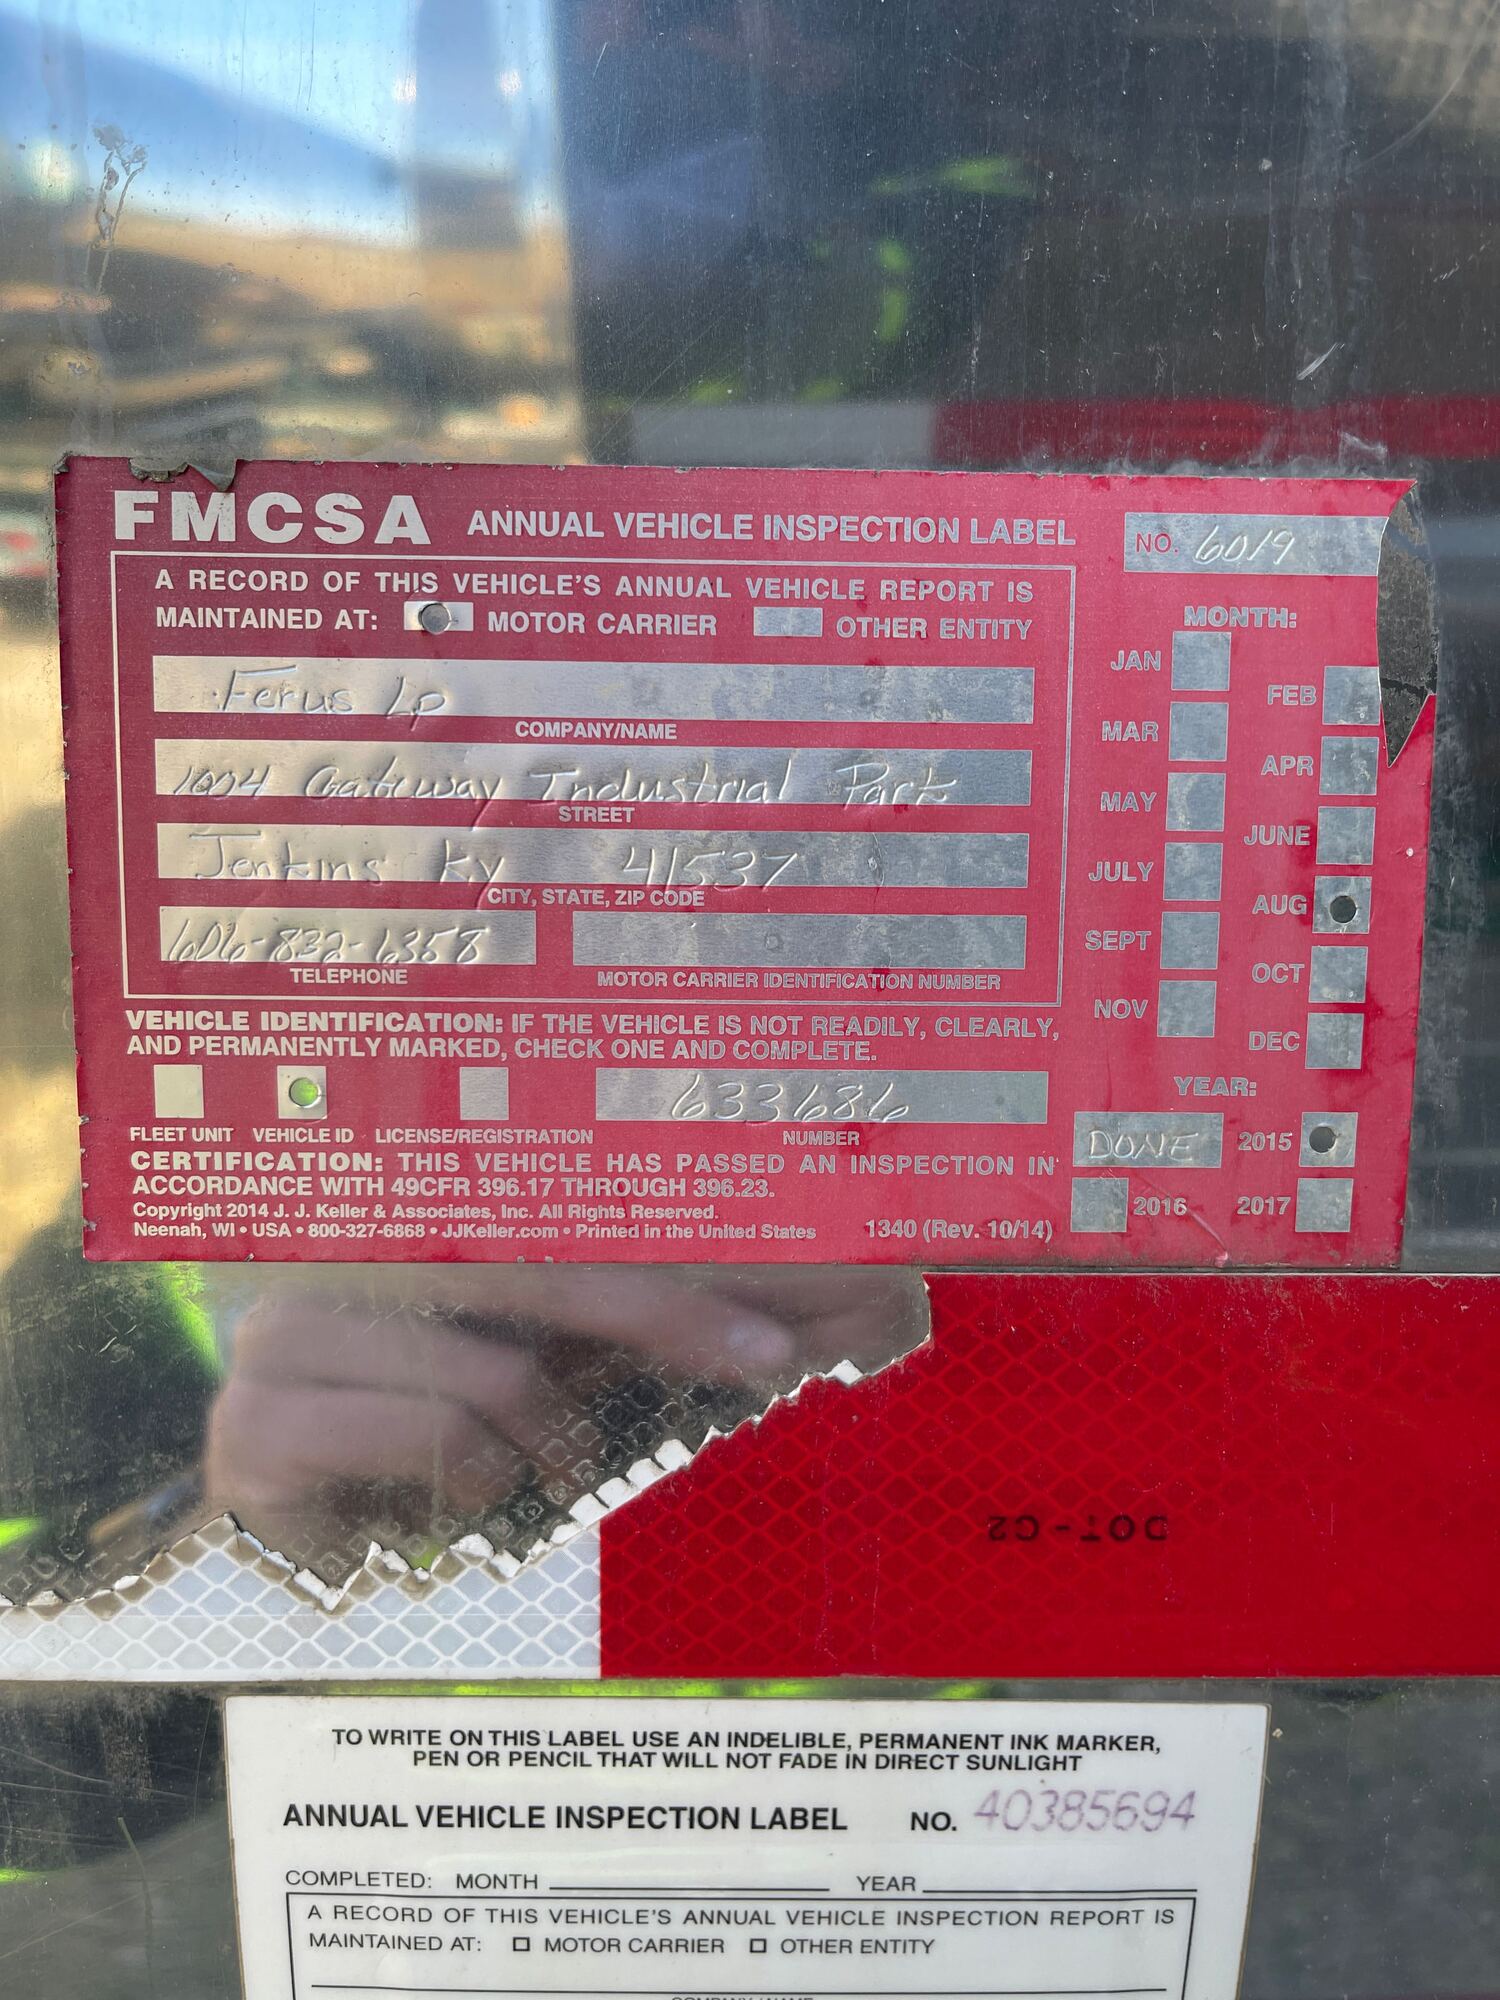 FMCSA ANNUAL VEHICLE INSPECTION LABEL NO. 6019
A RECORD OF THIS VEHICLE'S ANNUAL VEHICLE REPORT IS
MAINTAINED AT: MOTOR CARRIER OTHER ENTITY
Ferus Lp
COMPANY/NAME
1004 Gateway Industrial Park
STREET
Jenkins Ky 41537
CITY, STATE, ZIP CODE
606-832-6358
TELEPHONE MOTOR CARRIER IDENTIFICATION NUMBER
MONTH:
JAN
FEB
MAR
APR
MAY
JUNE
JULY
AUG
SEPT
OCT
NOV
DEC
VEHICLE IDENTIFICATION: IF THE VEHICLE IS NOT READILY, CLEARLY,
AND PERMANENTLY MARKED, CHECK ONE AND COMPLETE.
633686
FLEET UNIT VEHICLE ID LICENSE/REGISTRATION NUMBER
YEAR:
DONE 2015
2016 2017
CERTIFICATION: THIS VEHICLE HAS PASSED AN INSPECTION IN
ACCORDANCE WITH 49CFR 396.17 THROUGH 396.23.
Copyright 2014 J. J. Keller & Associates, Inc. All Rights Reserved.
Neenah, WI • USA • 800-327-6868 • JJKeller.com • Printed in the United States 1340 (Rev. 10/14)
DOT-C2
TO WRITE ON THIS LABEL USE AN INDELIBLE, PERMANENT INK MARKER,
PEN OR PENCIL THAT WILL NOT FADE IN DIRECT SUNLIGHT
ANNUAL VEHICLE INSPECTION LABEL NO. 40385694
COMPLETED: MONTH YEAR
A RECORD OF THIS VEHICLE'S ANNUAL VEHICLE INSPECTION REPORT IS
MAINTAINED AT: MOTOR CARRIER OTHER ENTITY
COMPANY/NAME